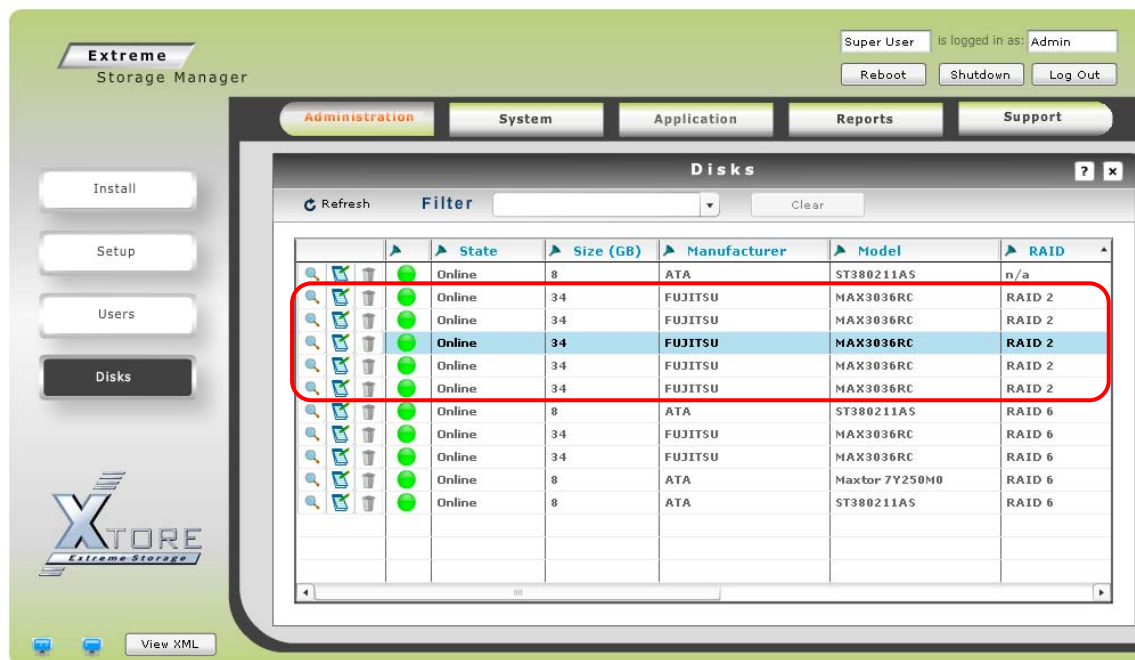 Super User is logged in as: Admin
Extreme
Storage Manager
Reboot Shutdown Log Out
Administration System Application Reports Support
Disks ? x
Install
Refresh Filter Clear
Setup
State Size (GB) Manufacturer Model RAID
Online 8 ATA ST380211AS n/a
Online 34 FUJITSU MAX3036RC RAID 2
Users
Online 34 FUJITSU MAX3036RC RAID 2
Online 34 FUJITSU MAX3036RC RAID 2
Online 34 FUJITSU MAX3036RC RAID 2
Disks
Online 34 FUJITSU MAX3036RC RAID 2
Online 8 ATA ST380211AS RAID 6
Online 34 FUJITSU MAX3036RC RAID 6
Online 34 FUJITSU MAX3036RC RAID 6
Online 8 ATA Maxtor 7Y250M0 RAID 6
Online 8 ATA ST380211AS RAID 6
XTORE
Extreme Storage
View XML